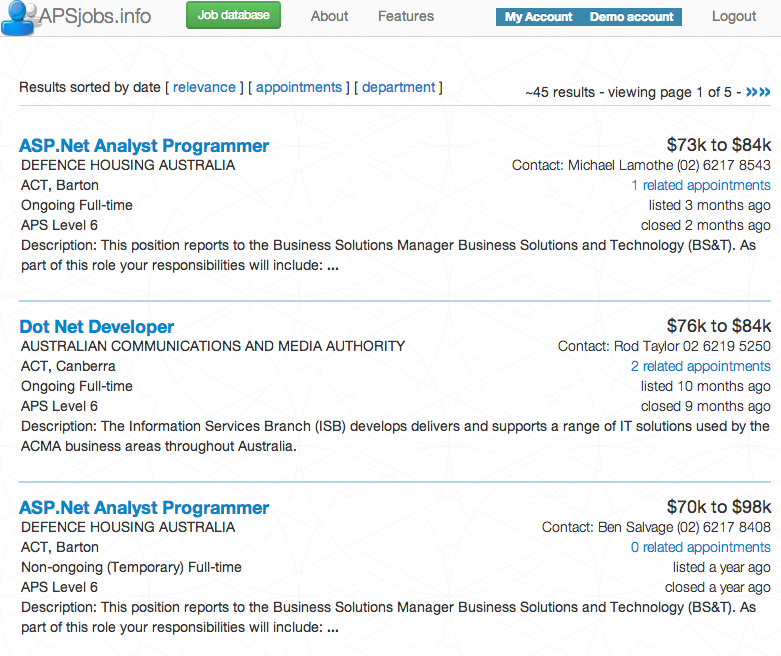 APSjobs.info Job database About Features My Account Demo account Logout
Results sorted by date [ relevance ] [ appointments ] [ department ] ~45 results - viewing page 1 of 5 - »»
ASP.Net Analyst Programmer $73k to $84k
DEFENCE HOUSING AUSTRALIA Contact: Michael Lamothe (02) 6217 8543
ACT, Barton 1 related appointments
Ongoing Full-time listed 3 months ago
APS Level 6 closed 2 months ago
Description: This position reports to the Business Solutions Manager Business Solutions and Technology (BS&T). As
part of this role your responsibilities will include: ...
Dot Net Developer $76k to $84k
AUSTRALIAN COMMUNICATIONS AND MEDIA AUTHORITY Contact: Rod Taylor 02 6219 5250
ACT, Canberra 2 related appointments
Ongoing Full-time listed 10 months ago
APS Level 6 closed 9 months ago
Description: The Information Services Branch (ISB) develops delivers and supports a range of IT solutions used by the
ACMA business areas throughout Australia.
ASP.Net Analyst Programmer $70k to $98k
DEFENCE HOUSING AUSTRALIA Contact: Ben Salvage (02) 6217 8408
ACT, Barton 0 related appointments
Non-ongoing (Temporary) Full-time listed a year ago
APS Level 6 closed a year ago
Description: This position reports to the Business Solutions Manager Business Solutions and Technology (BS&T). As
part of this role your responsibilities will include: ...